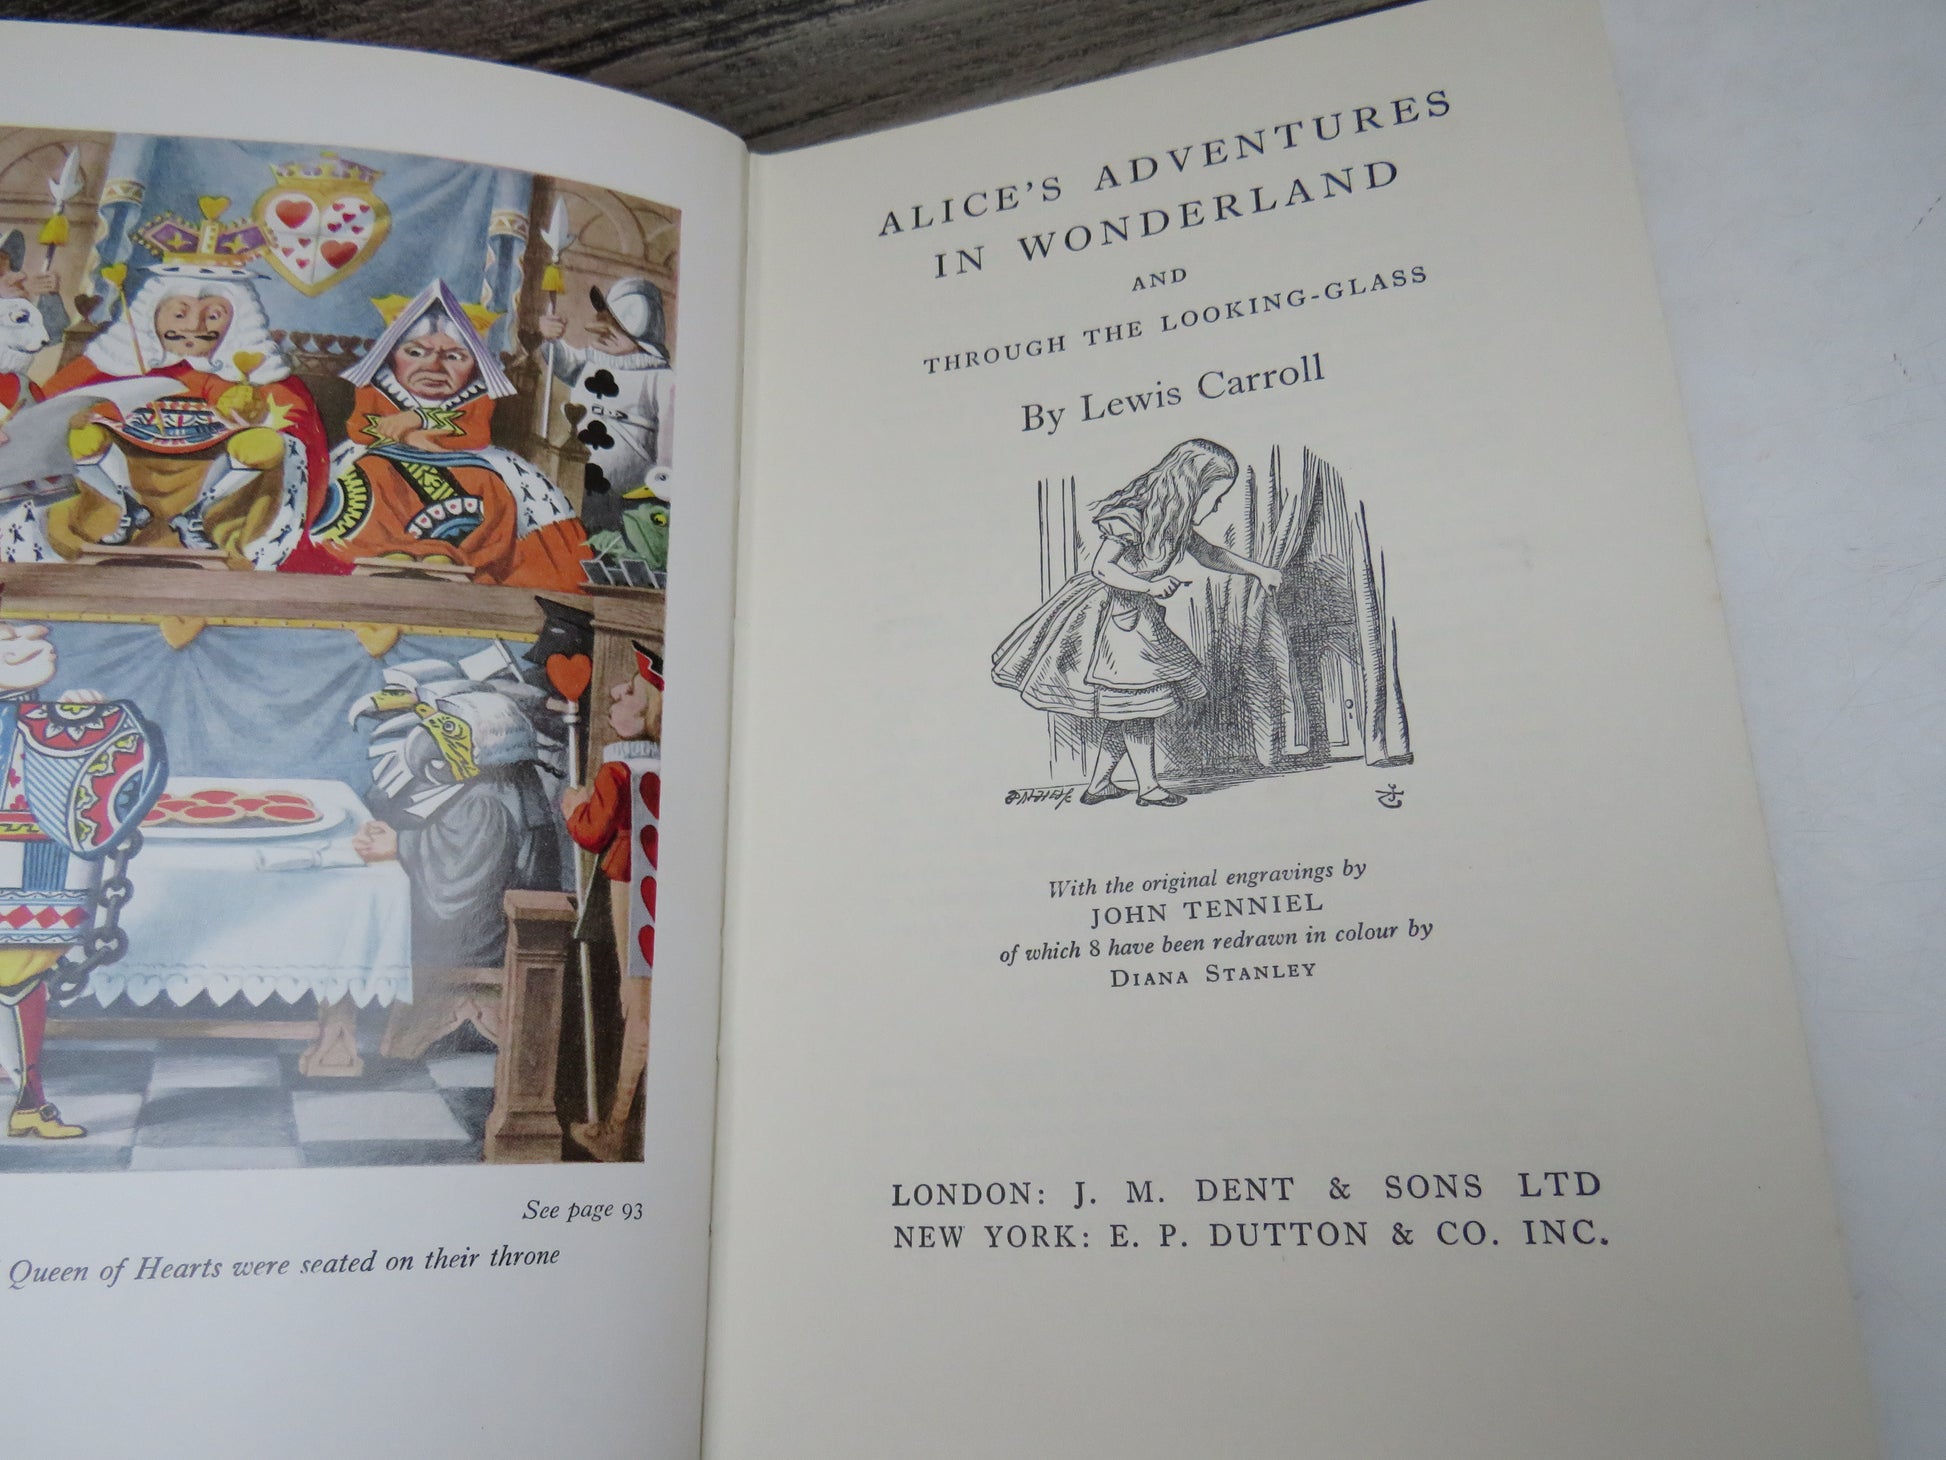 See page 93
Queen of Hearts were seated on their throne
ALICE'S ADVENTURES
IN WONDERLAND
AND
THROUGH THE LOOKING-GLASS
By Lewis Carroll
With the original engravings by
JOHN TENNIEL
of which 8 have been redrawn in colour by
DIANA STANLEY
LONDON: J. M. DENT & SONS LTD
NEW YORK: E. P. DUTTON & CO. INC.